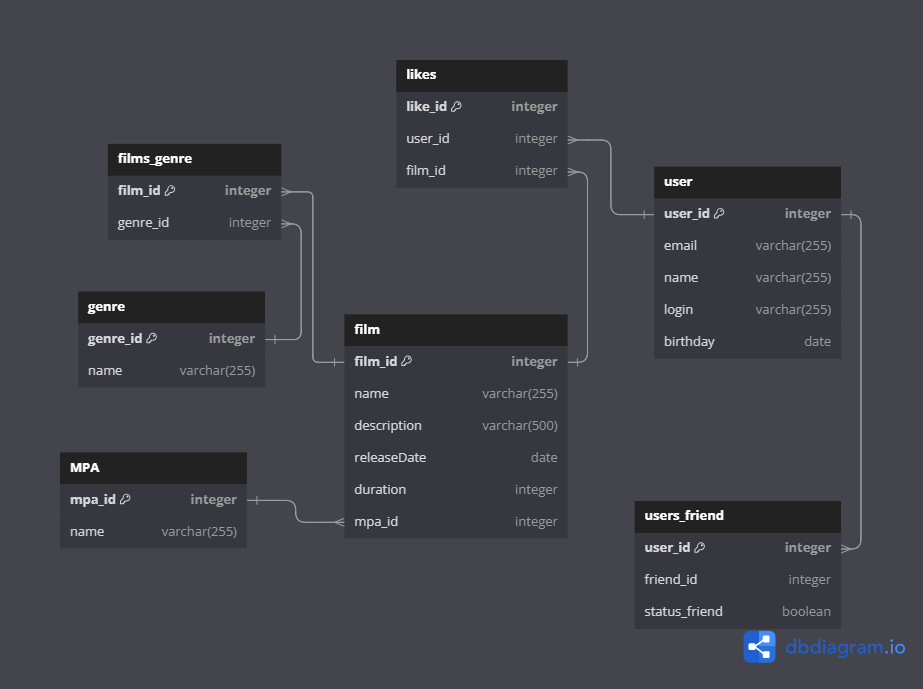 likes
like_id integer
user_id integer
film_id integer
films_genre
film_id integer
genre_id integer
user
user_id integer
email varchar(255)
name varchar(255)
login varchar(255)
birthday date
genre
genre_id integer
name varchar(255)
film
film_id integer
name varchar(255)
description varchar(500)
releaseDate date
duration integer
mpa_id integer
MPA
mpa_id integer
name varchar(255)
users_friend
user_id integer
friend_id integer
status_friend boolean
dbdiagram.io